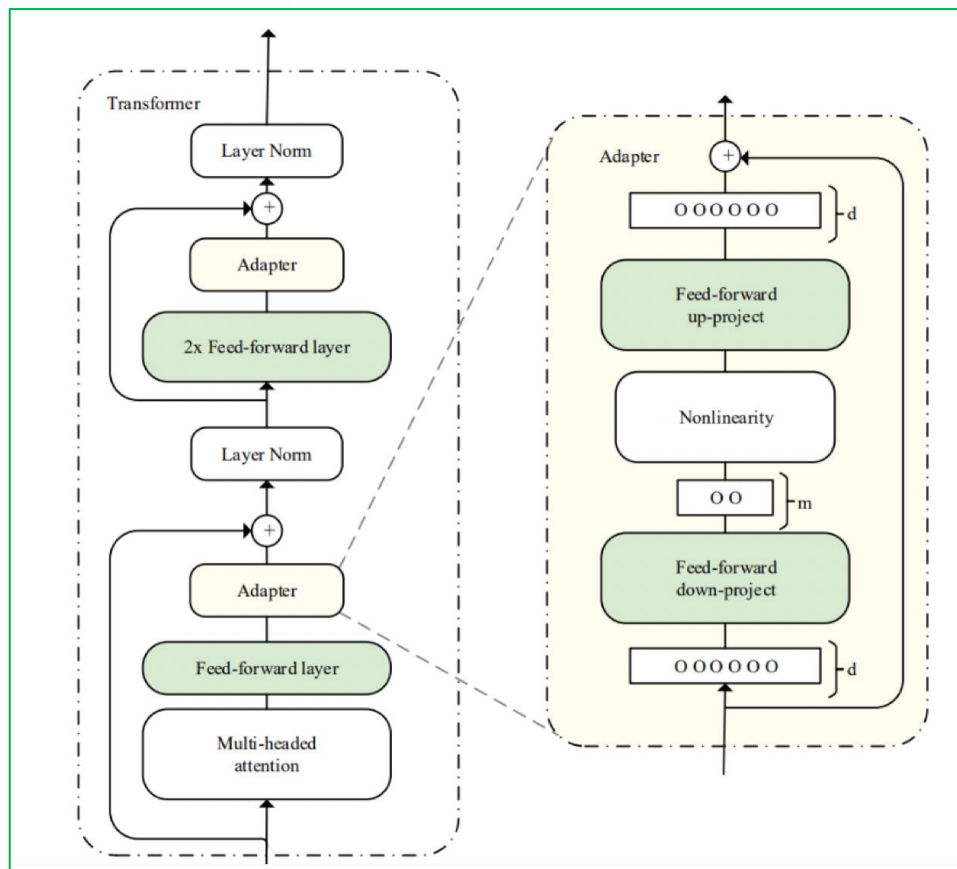 Transformer
Layer Norm
+
Adapter
2x Feed-forward layer
Layer Norm
+
Adapter
Feed-forward layer
Multi-headed
attention
Adapter
+
O O O O O O
d
Feed-forward
up-project
Nonlinearity
O O
m
Feed-forward
down-project
O O O O O O
d